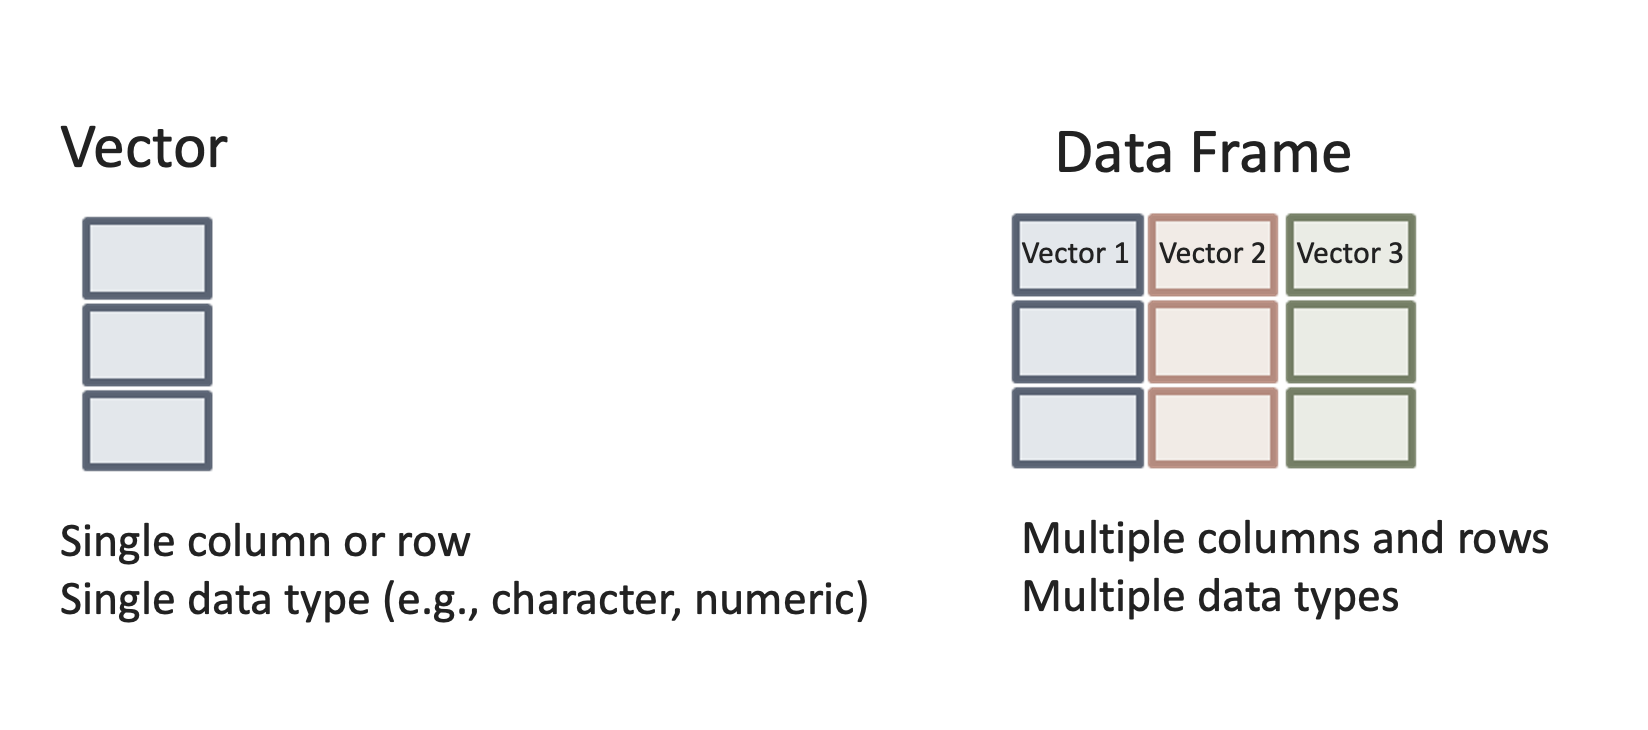 Vector
Single column or row
Single data type (e.g., character, numeric)
Data Frame
Vector 1 Vector 2 Vector 3
Multiple columns and rows
Multiple data types